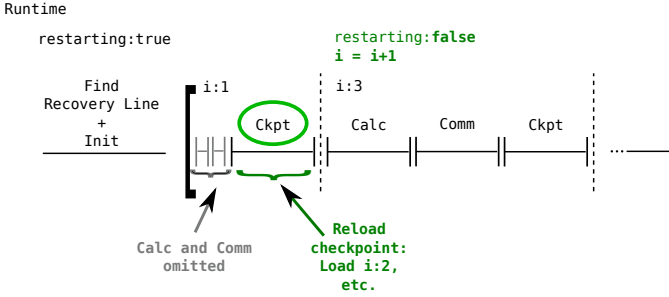 Runtime
restarting:true
restarting:false
i = i+1
Find
Recovery Line
+
Init
i:1
i:3
Ckpt
Calc
Comm
Ckpt
...
Calc and Comm
omitted
Reload
checkpoint:
Load i:2,
etc.